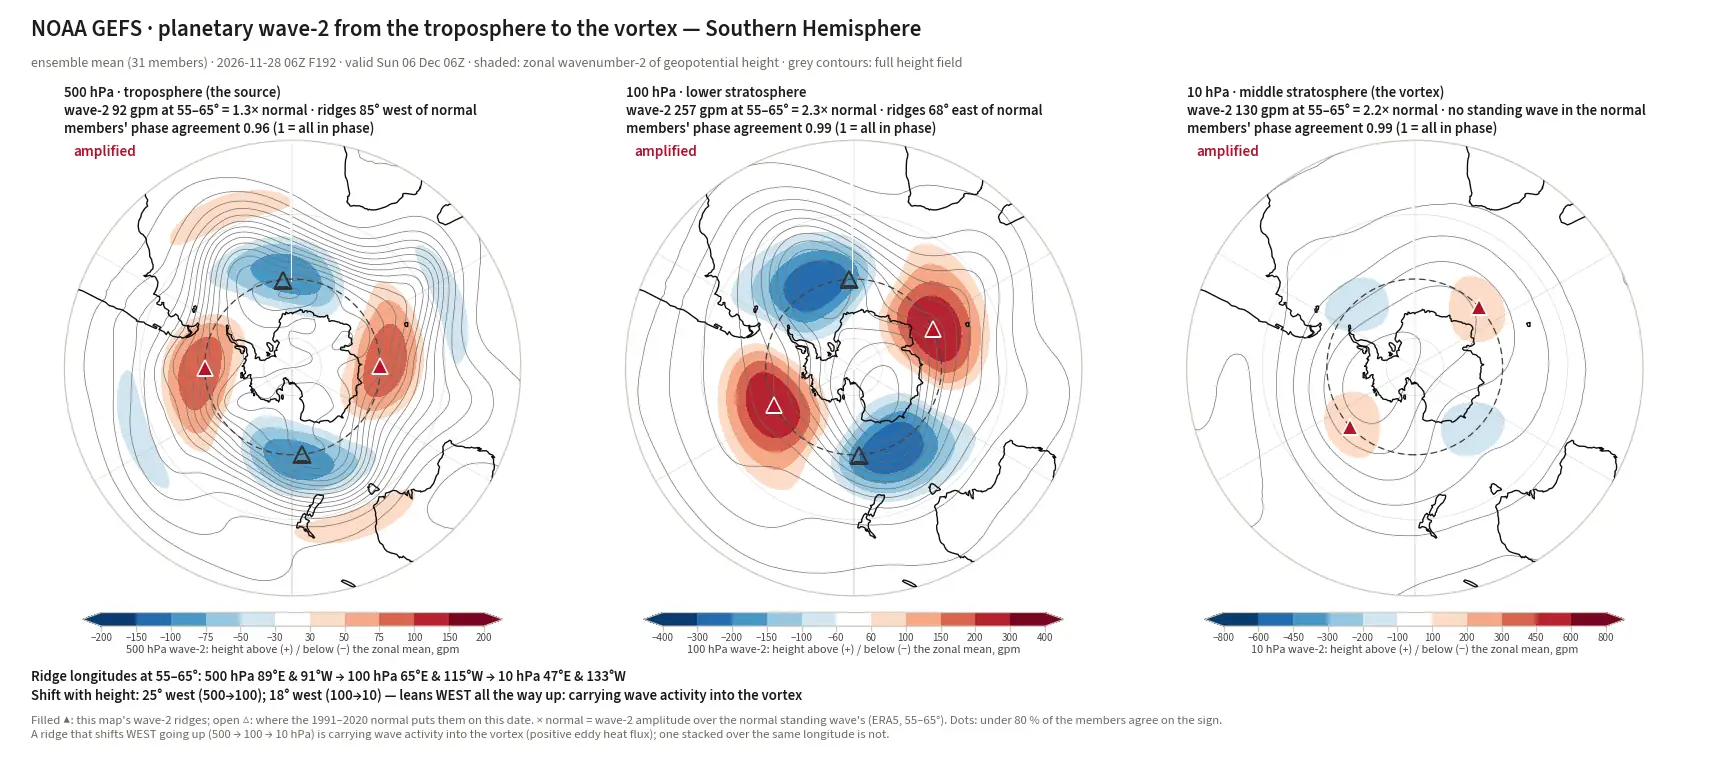 NOAA GEFS · planetary wave-2 from the troposphere to the vortex — Southern Hemisphere
ensemble mean (31 members) · 2026-11-28 06Z F192 · valid Sun 06 Dec 06Z · shaded: zonal wavenumber-2 of geopotential height · grey contours: full height field
500 hPa · troposphere (the source)
wave-2 92 gpm at 55–65° = 1.3× normal · ridges 85° west of normal
members' phase agreement 0.96 (1 = all in phase)
amplified
100 hPa · lower stratosphere
wave-2 257 gpm at 55–65° = 2.3× normal · ridges 68° east of normal
members' phase agreement 0.99 (1 = all in phase)
amplified
10 hPa · middle stratosphere (the vortex)
wave-2 130 gpm at 55–65° = 2.2× normal · no standing wave in the normal
members' phase agreement 0.99 (1 = all in phase)
amplified
−200 −150 −100 −75 −50 −30 30 50 75 100 150 200
500 hPa wave-2: height above (+) / below (−) the zonal mean, gpm
−400 −300 −200 −150 −100 −60 60 100 150 200 300 400
100 hPa wave-2: height above (+) / below (−) the zonal mean, gpm
−800 −600 −450 −300 −200 −100 100 200 300 450 600 800
10 hPa wave-2: height above (+) / below (−) the zonal mean, gpm
Ridge longitudes at 55–65°: 500 hPa 89°E & 91°W → 100 hPa 65°E & 115°W → 10 hPa 47°E & 133°W
Shift with height: 25° west (500→100); 18° west (100→10) — leans WEST all the way up: carrying wave activity into the vortex
Filled ▲: this map's wave-2 ridges; open △: where the 1991–2020 normal puts them on this date. × normal = wave-2 amplitude over the normal standing wave's (ERA5, 55–65°). Dots: under 80 % of the members agree on the sign.
A ridge that shifts WEST going up (500 → 100 → 10 hPa) is carrying wave activity into the vortex (positive eddy heat flux); one stacked over the same longitude is not.